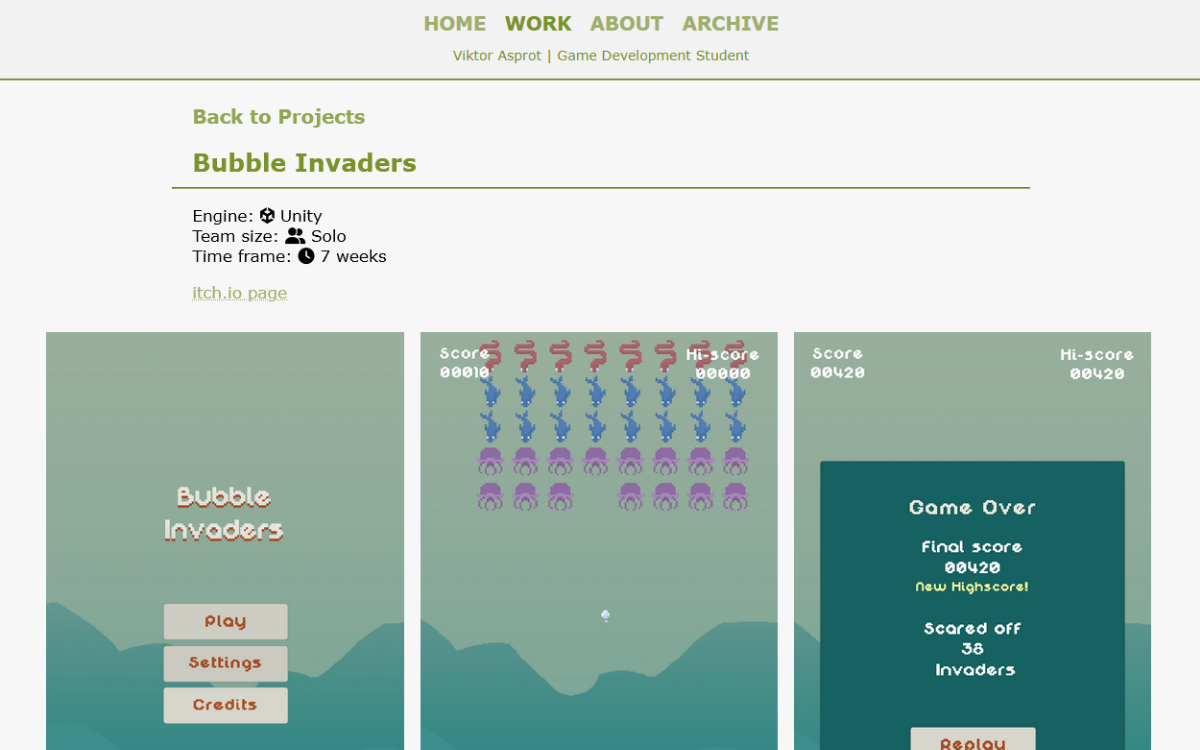 HOME WORK ABOUT ARCHIVE
Viktor Asprot | Game Development Student
Back to Projects
Bubble Invaders
Engine: Unity
Team size: Solo
Time frame: 7 weeks
itch.io page
Bubble
Invaders
Play
Settings
Credits
Score
00010
Hi-score
00000
Score
00420
Hi-score
00420
Game Over
Final score
00420
New Highscore!
Scared off
38
Invaders
Replay